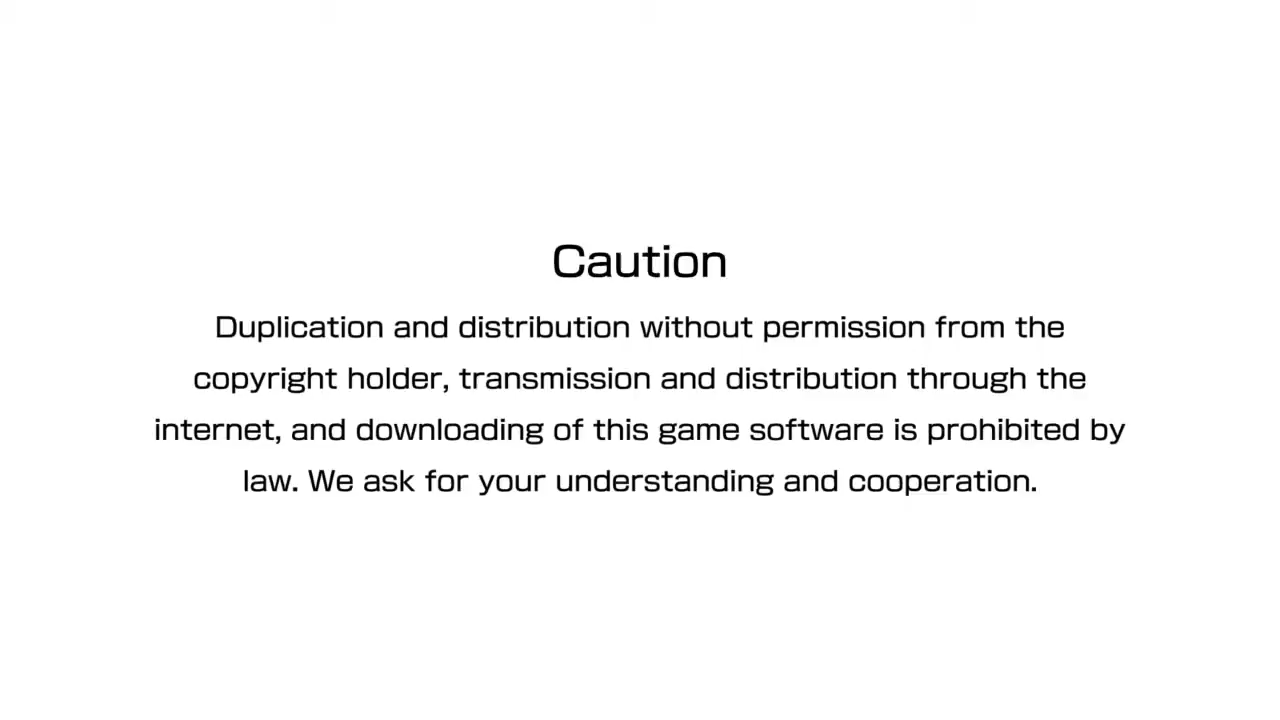 Caution
Duplication and distribution without permission from the
copyright holder, transmission and distribution through the
internet, and downloading of this game software is prohibited by
law. We ask for your understanding and cooperation.